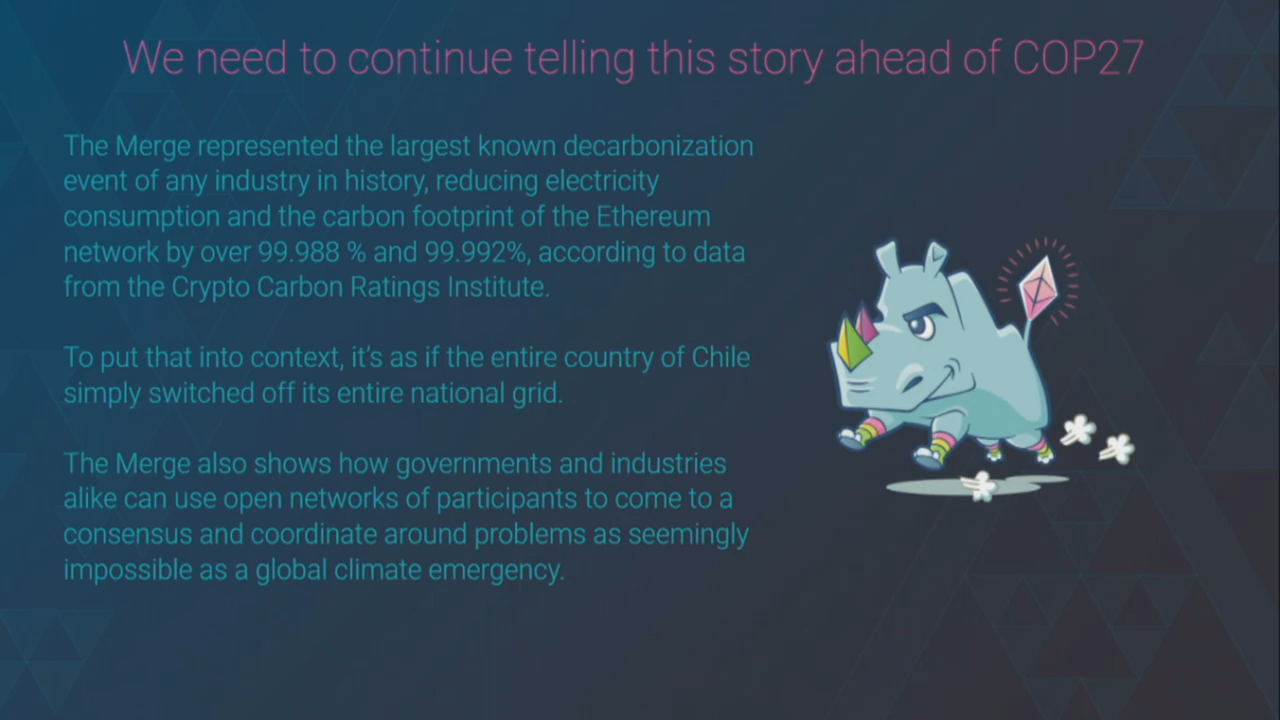 We need to continue telling this story ahead of COP27
The Merge represented the largest known decarbonization
event of any industry in history, reducing electricity
consumption and the carbon footprint of the Ethereum
network by over 99.988 % and 99.992%, according to data
from the Crypto Carbon Ratings Institute.
To put that into context, it's as if the entire country of Chile
simply switched off its entire national grid.
The Merge also shows how governments and industries
alike can use open networks of participants to come to a
consensus and coordinate around problems as seemingly
impossible as a global climate emergency.